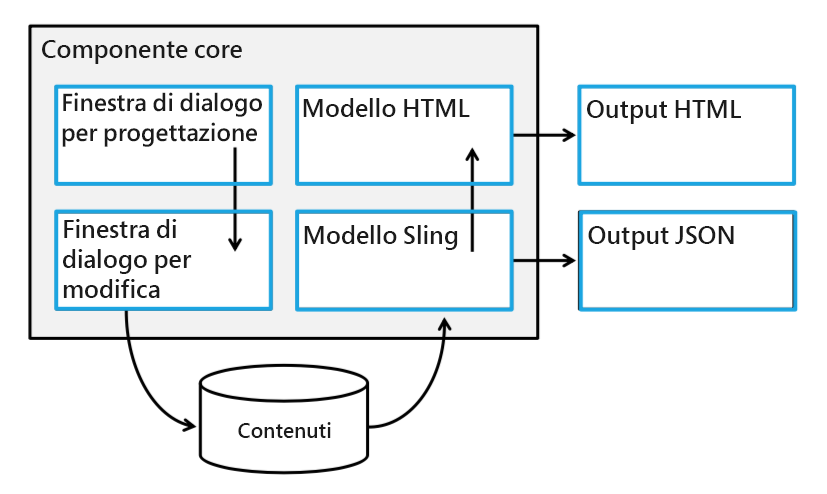 Componente core
Finestra di dialogo
per progettazione
Modello HTML
Output HTML
Finestra di
dialogo per
modifica
Modello Sling
Output JSON
Contenuti